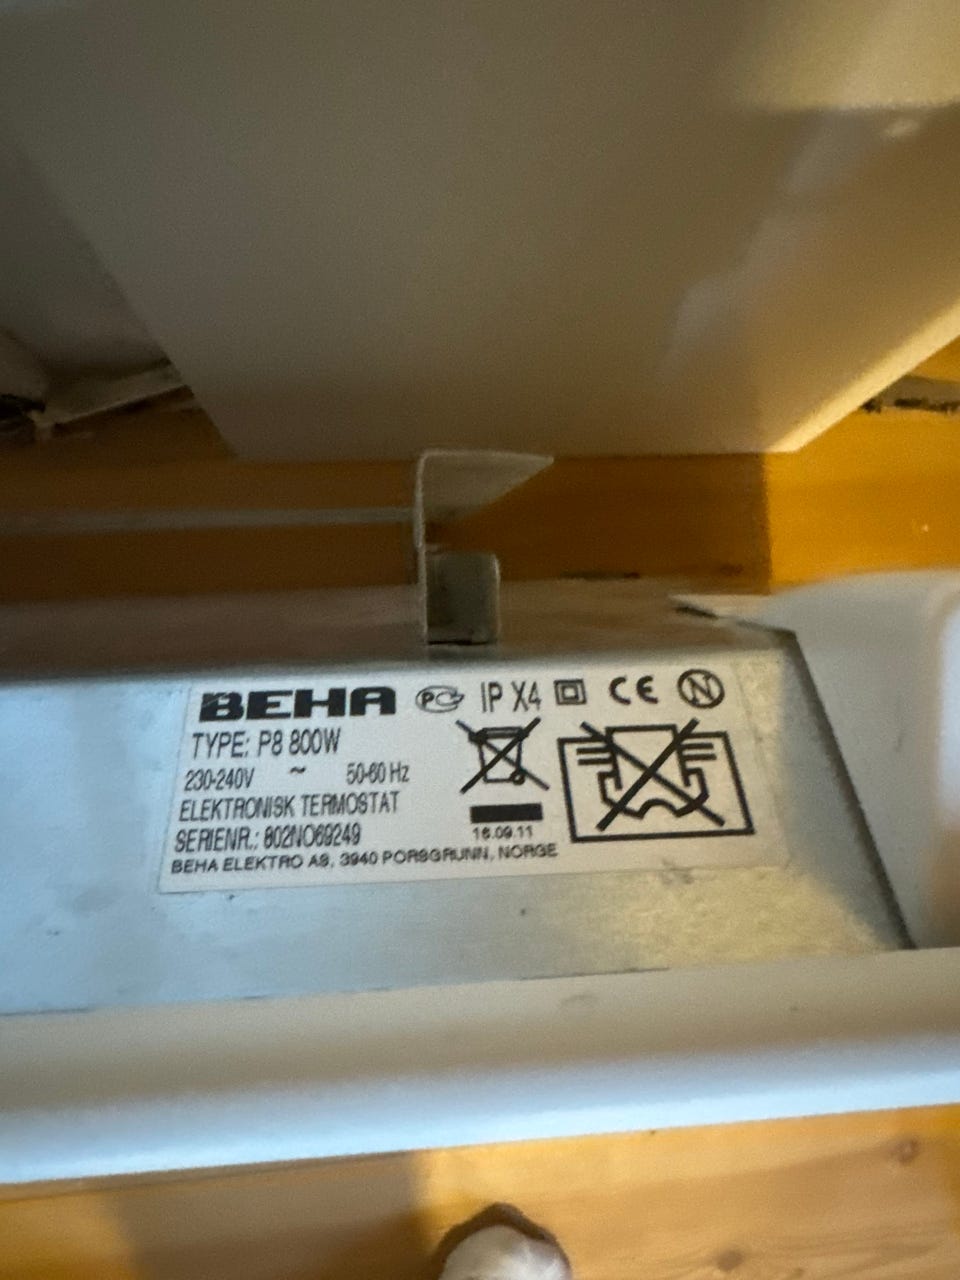 BEHA PG IP X4 CE N
TYPE: P8 800W
230-240V ~ 50-60 Hz
ELEKTRONISK TERMOSTAT
SERIENR.: 802NO69249
16.09.11
BEHA ELEKTRO AS, 3940 PORSGRUNN, NORGE